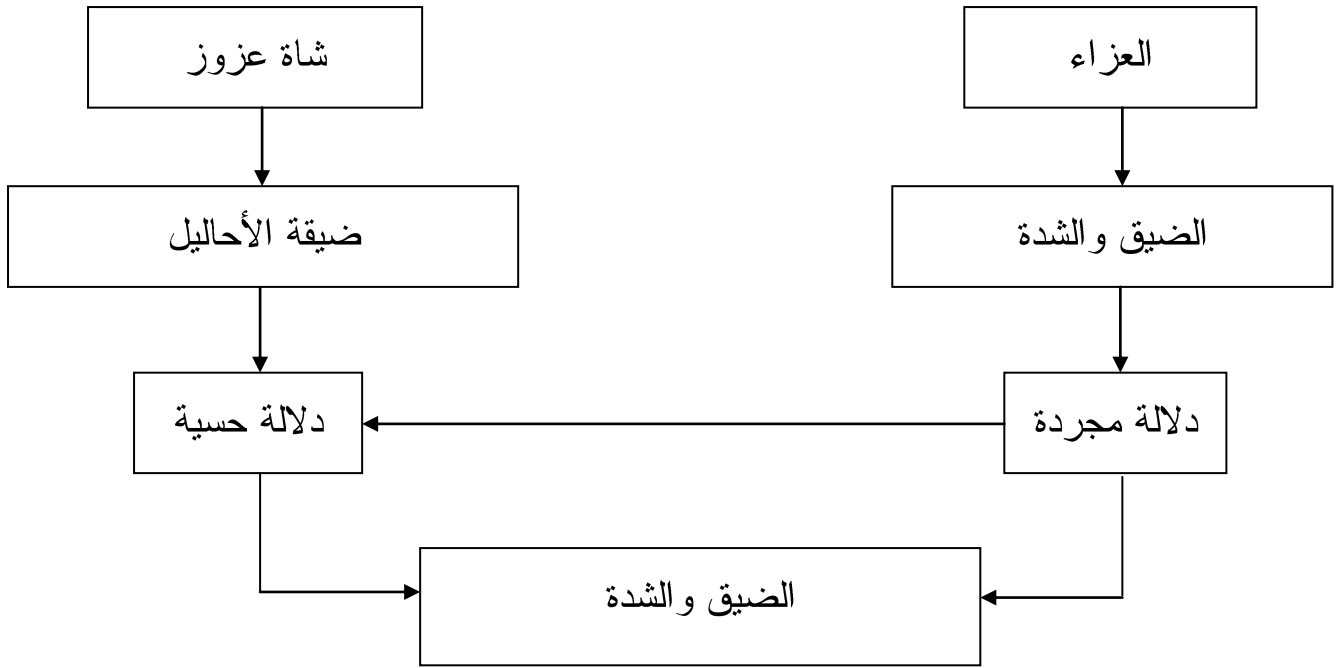 العزاء
شاة عزوز
الضيق والشدة
ضيقة الأحاليل
دلالة مجردة
دلالة حسية
الضيق والشدة